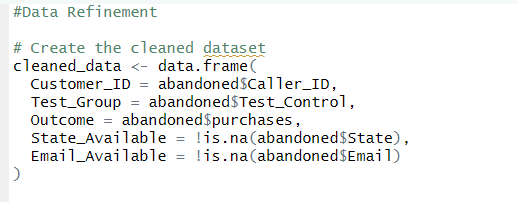 #Data Refinement
# Create the cleaned dataset
cleaned_data <- data.frame(
  Customer_ID = abandoned$Caller_ID,
  Test_Group = abandoned$Test_Control,
  Outcome = abandoned$purchases,
  State_Available = !is.na(abandoned$State),
  Email_Available = !is.na(abandoned$Email)
)